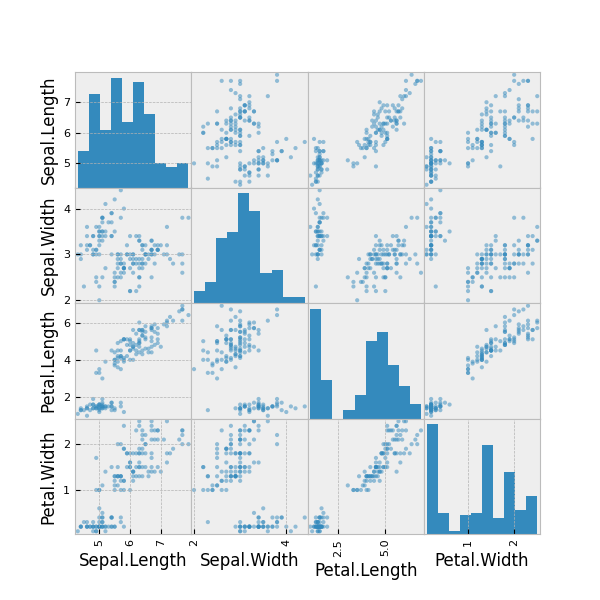 Sepal.Length
7
6
5
Sepal.Width
4
3
2
Petal.Length
6
4
2
Petal.Width
2
1
5 6 7 2 4 2.5 5.0 1 2
Sepal.Length Sepal.Width Petal.Length Petal.Width